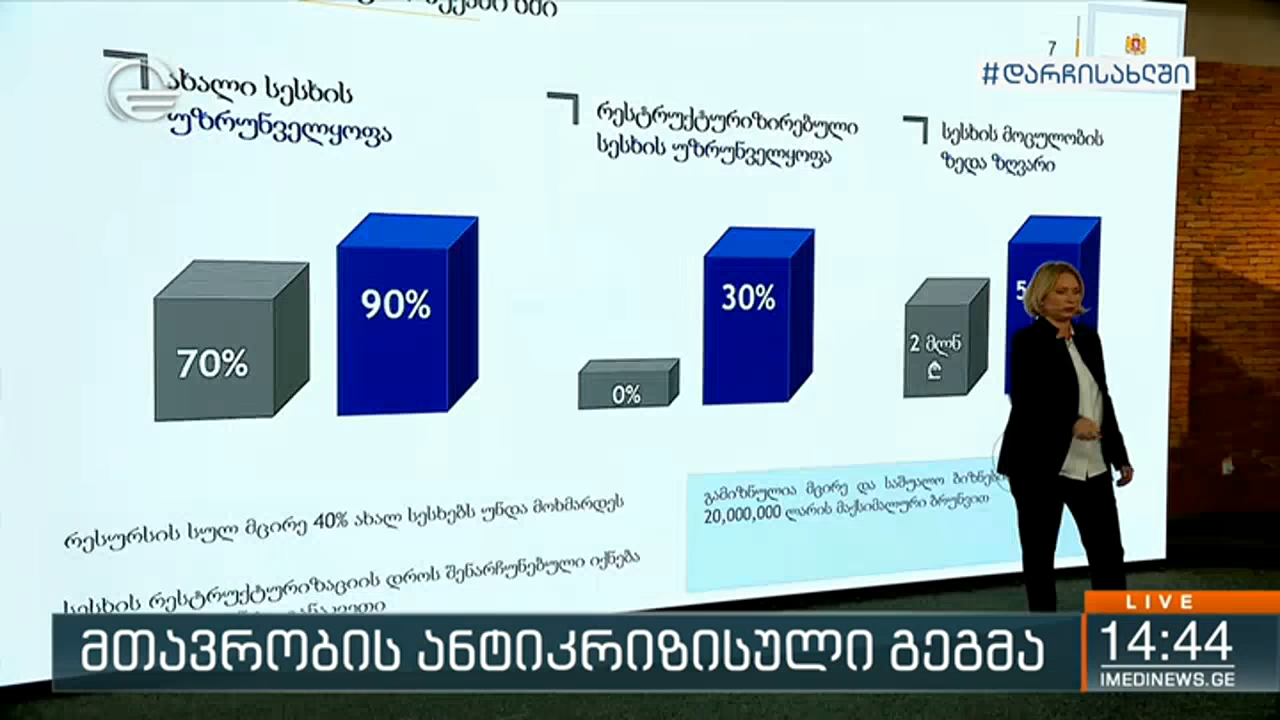 7
#ᲓᲐᲠᲩᲘᲡᲐᲮᲚᲨᲘ
ახალი სესხის
უზრუნველყოფა
რესტრუქტურიზირებული
სესხის უზრუნველყოფა
სესხის მოცულობის
ზედა ზღვარი
70%
90%
0%
30%
2 მლნ
₾
რესურსის სულ მცირე 40% ახალ სესხებს უნდა მოხმარდეს
სესხის რესტრუქტურიზაციის დროს შენარჩუნებული იქნება
გამიზნულია მცირე და საშუალო
20,000,000 ლარის მაქსიმალური ბრუნვით
ᲛᲗᲐᲕᲠᲝᲑᲘᲡ ᲐᲜᲢᲘᲙᲠᲘᲖᲘᲡᲣᲚᲘ ᲒᲔᲒᲛᲐ
LIVE
14:44
IMEDINEWS.GE